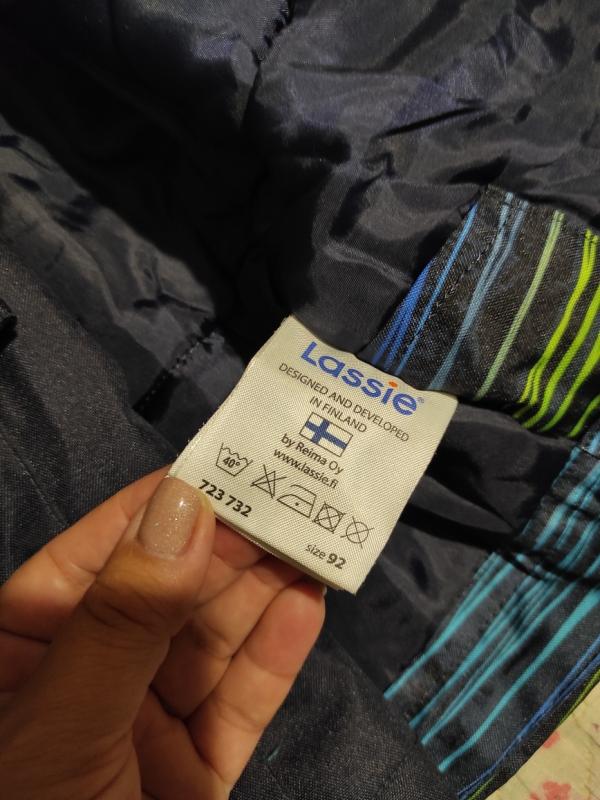 Lassie®
DESIGNED AND DEVELOPED
IN FINLAND
by Reima Oy
www.lassie.fi
40°
723 732
size 92